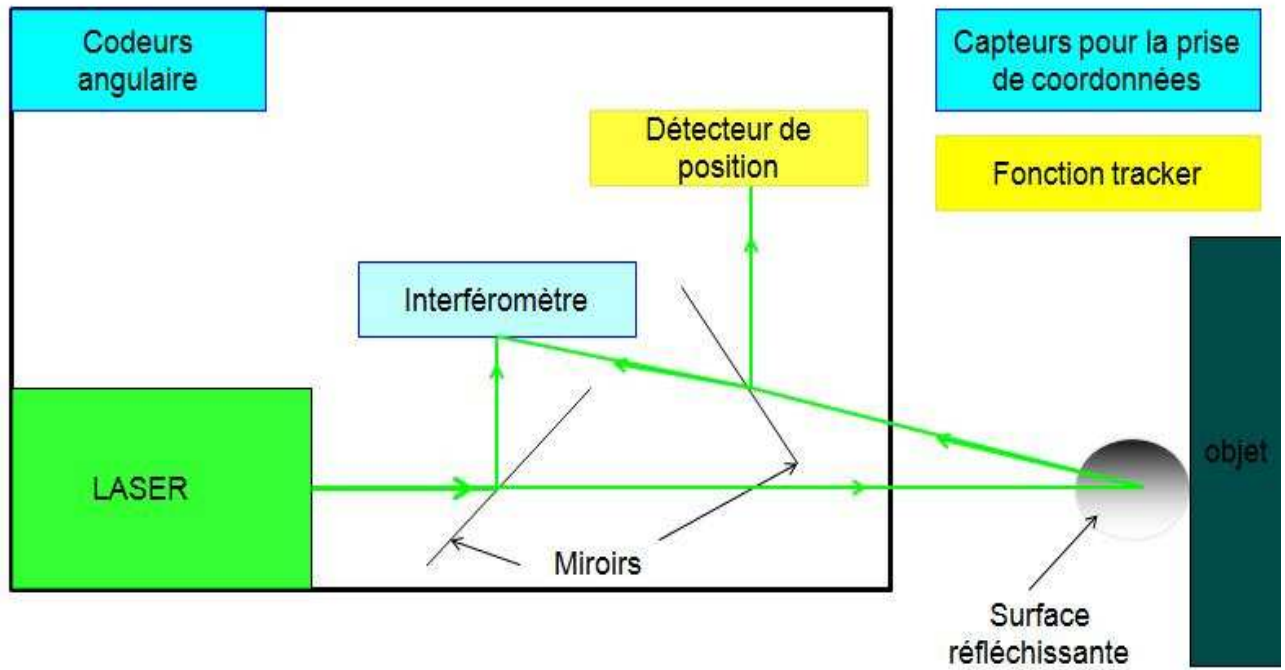 Codeurs
angulaire
Capteurs pour la prise
de coordonnées
Détecteur de
position
Fonction tracker
Interféromètre
objet
LASER
Miroirs
Surface
réfléchissante